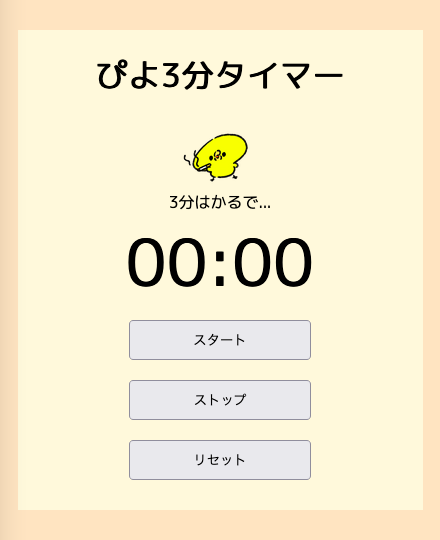 ぴよ3分タイマー
3分はかるで...
00:00
スタート
ストップ
リセット